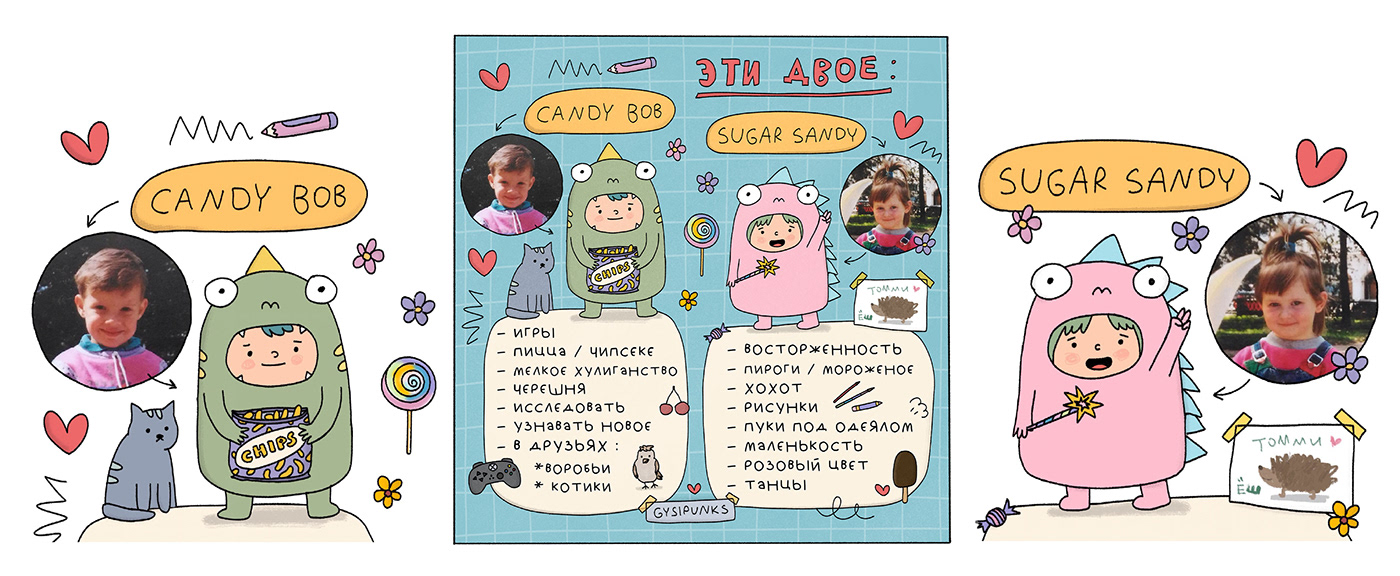 CANDY BOB
CHIPS
ЭТИ ДВОЕ:
CANDY BOB
SUGAR SANDY
CHIPS
ТОММИ
ЁШ
- ИГРЫ
- ПИЦЦА / ЧИПСЕКЕ
- МЕЛКОЕ ХУЛИГАНСТВО
- ЧЕРЕШНЯ
- ИССЛЕДОВАТЬ
- УЗНАВАТЬ НОВОЕ
- В ДРУЗЬЯХ :
*ВОРОБЬИ
* КОТИКИ
- ВОСТОРЖЕННОСТЬ
- ПИРОГИ / МОРОЖЕНОЕ
- ХОХОТ
- РИСУНКИ
- ПУКИ ПОД ОДЕЯЛОМ
- МАЛЕНЬКОСТЬ
- РОЗОВЫЙ ЦВЕТ
- ТАНЦЫ
GYSIPUNKS
SUGAR SANDY
ТОММИ
ЁШ